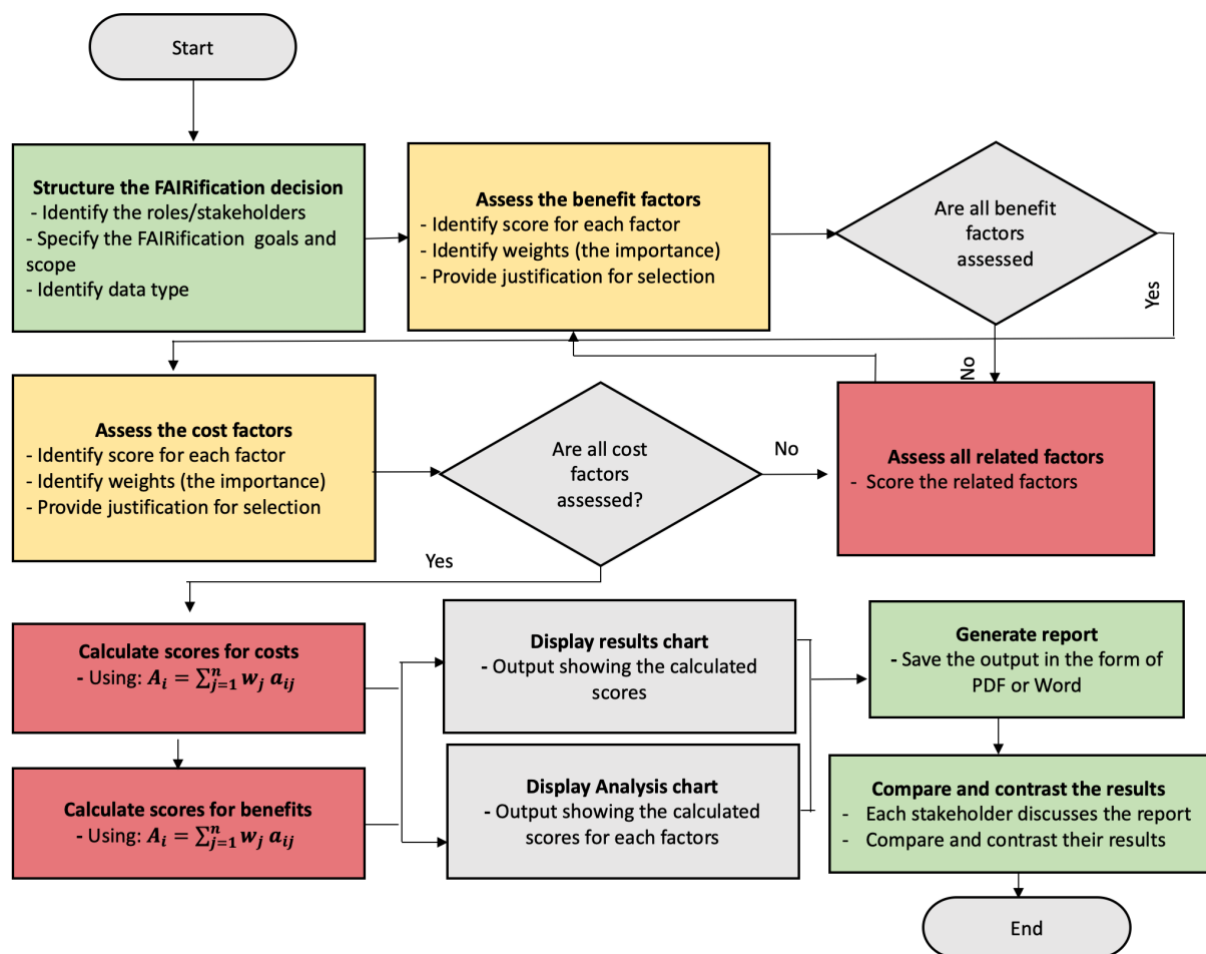 Start
Structure the FAIRification decision
- Identify the roles/stakeholders
- Specify the FAIRification goals and
scope
- Identify data type
Assess the benefit factors
- Identify score for each factor
- Identify weights (the importance)
- Provide justification for selection
Are all benefit
factors
assessed
Yes
No
Assess the cost factors
- Identify score for each factor
- Identify weights (the importance)
- Provide justification for selection
Are all cost
factors
assessed?
No
Assess all related factors
- Score the related factors
Yes
Calculate scores for costs
- Using: A_i = ∑_{j=1}^{n} w_j a_{ij}
Display results chart
- Output showing the calculated
scores
Generate report
- Save the output in the form of
PDF or Word
Calculate scores for benefits
- Using: A_i = ∑_{j=1}^{n} w_j a_{ij}
Display Analysis chart
- Output showing the calculated
scores for each factors
Compare and contrast the results
- Each stakeholder discusses the report
- Compare and contrast their results
End